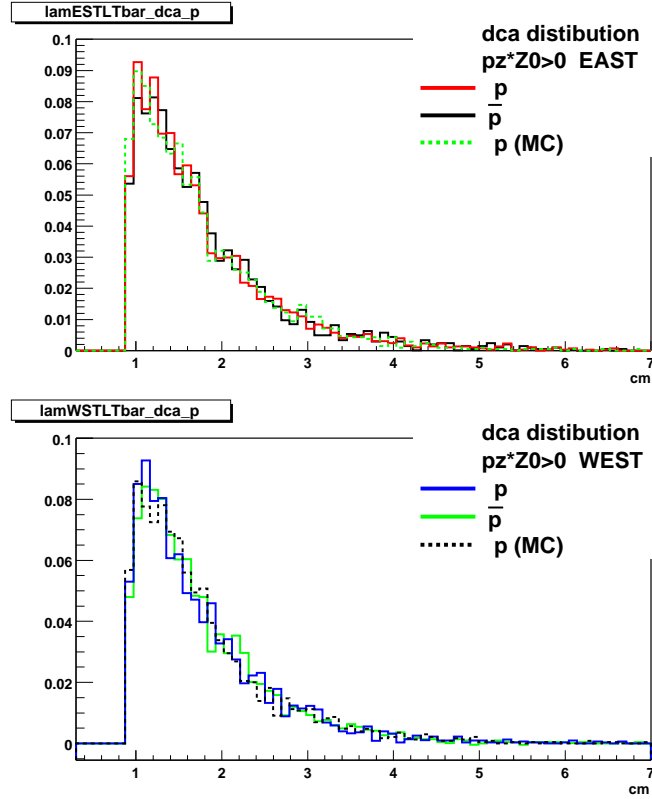 lamESTLTbar_dca_p
dca distibution
pz*Z0>0 EAST
p
p̅
p (MC)
0.1
0.09
0.08
0.07
0.06
0.05
0.04
0.03
0.02
0.01
0
1 2 3 4 5 6 7
cm
lamWSTLTbar_dca_p
dca distibution
pz*Z0>0 WEST
p
p̅
p (MC)
0.1
0.08
0.06
0.04
0.02
0
1 2 3 4 5 6 7
cm